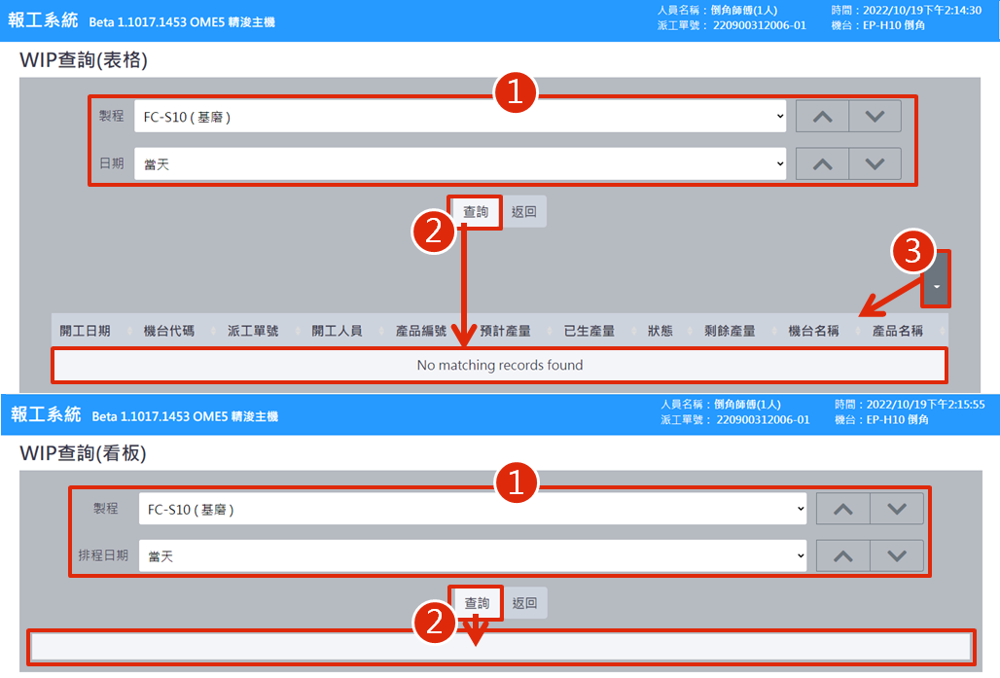 報工系統 Beta 1.1017.1453 OME5 精浚主機
人員名稱：倒角師傅(1人) 時間：2022/10/19下午2:14:30
派工單號： 220900312006-01 機台：EP-H10 倒角
WIP查詢(表格)
1
製程 FC-S10 ( 基磨 )
日期 當天
2
查詢 返回
3
開工日期 機台代碼 派工單號 開工人員 產品編號 預計產量 已生產量 狀態 剩餘產量 機台名稱 產品名稱
No matching records found
報工系統 Beta 1.1017.1453 OME5 精浚主機
人員名稱：倒角師傅(1人) 時間：2022/10/19下午2:15:55
派工單號： 220900312006-01 機台：EP-H10 倒角
WIP查詢(看板)
1
製程 FC-S10 ( 基磨 )
排程日期 當天
2
查詢 返回